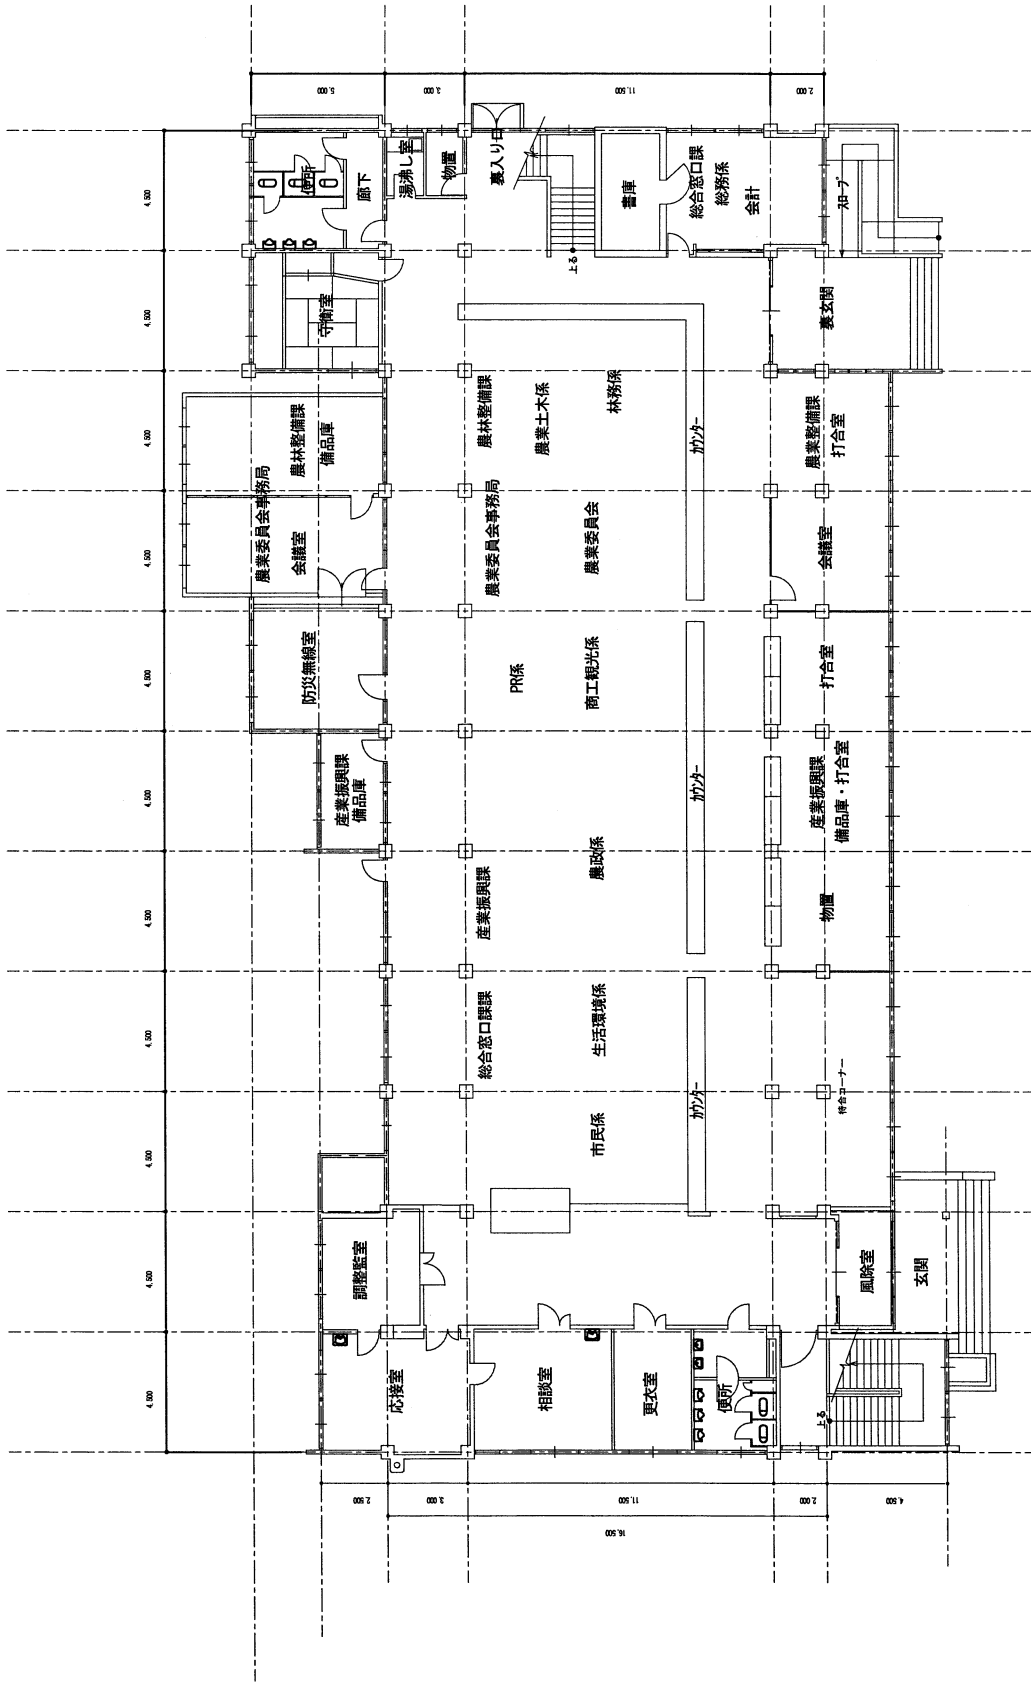 5.000
3.000
11.500
2.000
4.500
4.500
4.500
4.500
4.500
4.500
4.500
4.500
4.500
4.500
4.500
便所
廊下
湯沸し室
物置
裏入り口
上る
書庫
総合窓口課
総務係
会計
スロープ
守衛室
裏玄関
農林整備課
備品庫
農業委員会事務局
会議室
農林整備課
農業土木係
林務係
カウンター
農業整備課
打合室
農業委員会事務局
農業委員会
会議室
防災無線室
PR係
商工観光係
打合室
産業振興課
備品庫
カウンター
産業振興課
備品庫・打合室
産業振興課
農政係
物置
総合窓口課課
生活環境係
市民係
カウンター
待合コーナー
調整監室
風除室
玄関
応接室
相談室
更衣室
便所
上る
2.500
3.000
11.500
2.000
4.500
16.500